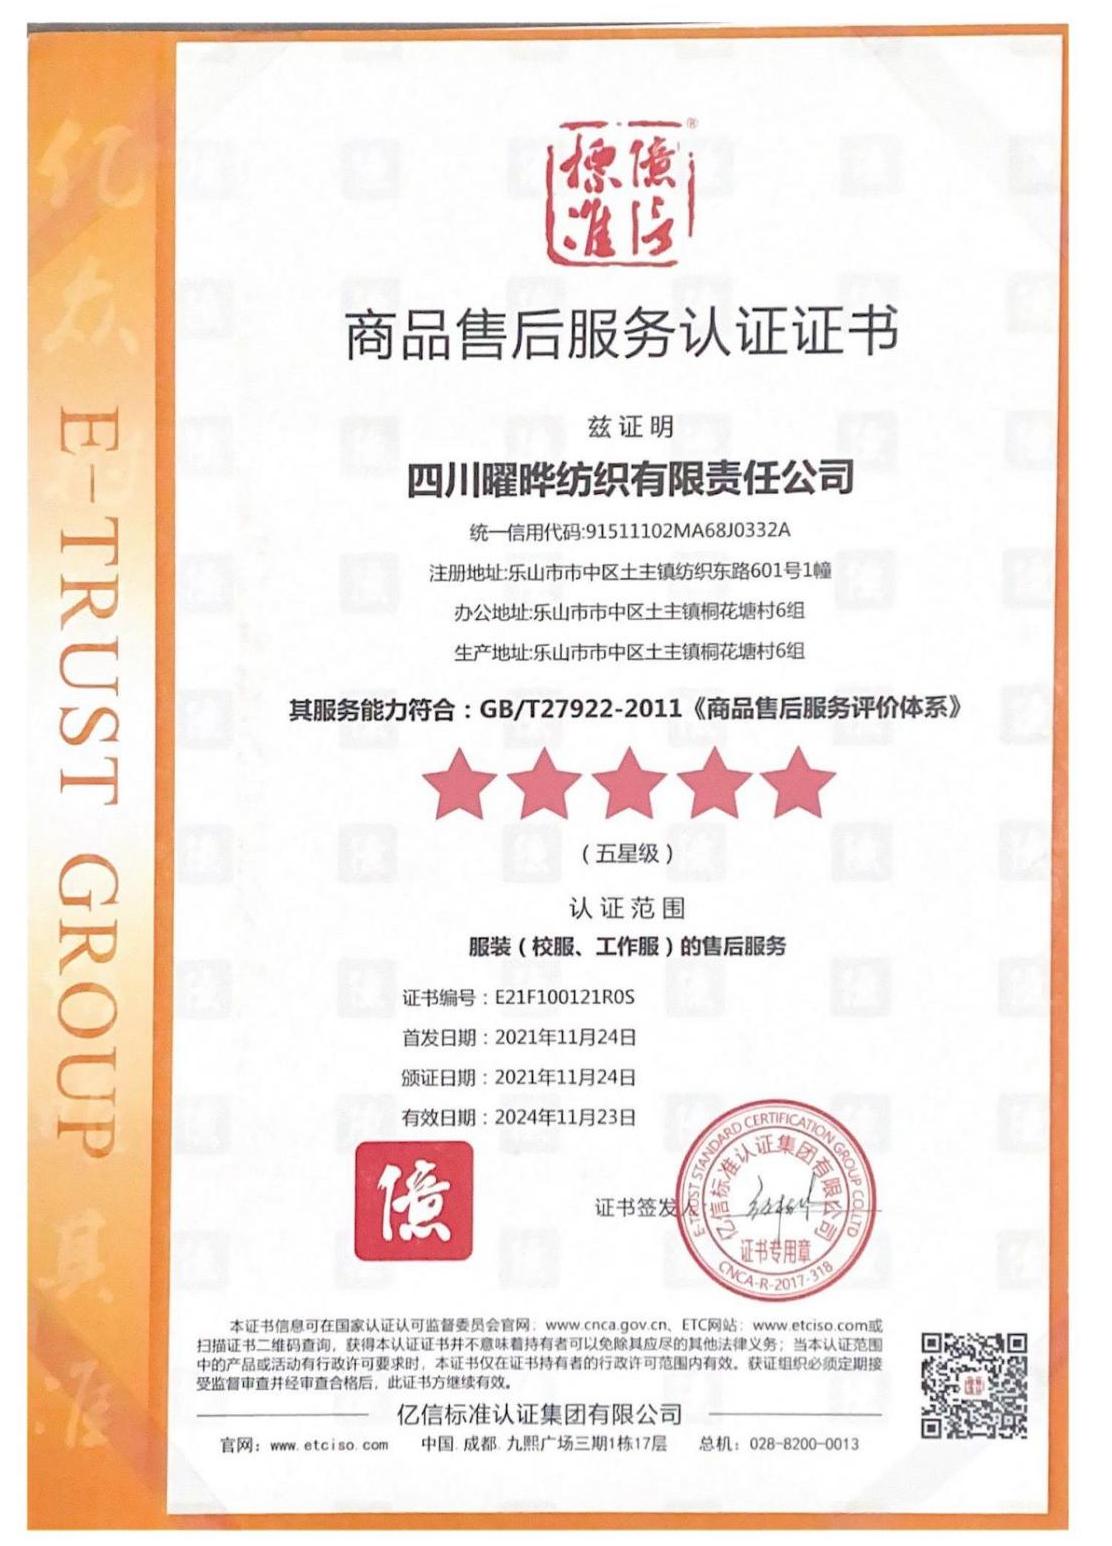 億信標準®
商品售后服务认证证书
兹证明
四川曜晔纺织有限责任公司
统一信用代码:91511102MA68J0332A
注册地址:乐山市市中区土主镇纺织东路601号1幢
办公地址:乐山市市中区土主镇桐花塘村6组
生产地址:乐山市市中区土主镇桐花塘村6组
其服务能力符合：GB/T27922-2011《商品售后服务评价体系》
（五星级）
认证范围
服装（校服、工作服）的售后服务
证书编号：E21F100121R0S
首发日期：2021年11月24日
颁证日期：2021年11月24日
有效日期：2024年11月23日
億
证书签发人
E-TRUST STANDARD CERTIFICATION GROUP CO.,LTD
亿信标准认证集团有限公司
证书专用章
CNCA-R-2017-318
本证书信息可在国家认证认可监督委员会官网：www.cnca.gov.cn、ETC网站：www.etciso.com或
扫描证书二维码查询，获得本认证证书并不意味着持有者可以免除其应尽的其他法律义务；当本认证范围
中的产品或活动有行政许可要求时，本证书仅在证书持有者的行政许可范围内有效。获证组织必须定期接
受监督审查并经审查合格后，此证书方继续有效。
亿信标准认证集团有限公司
官网：www.etciso.com 中国.成都.九熙广场三期1栋17层 总机：028-8200-0013
E-TRUST GROUP